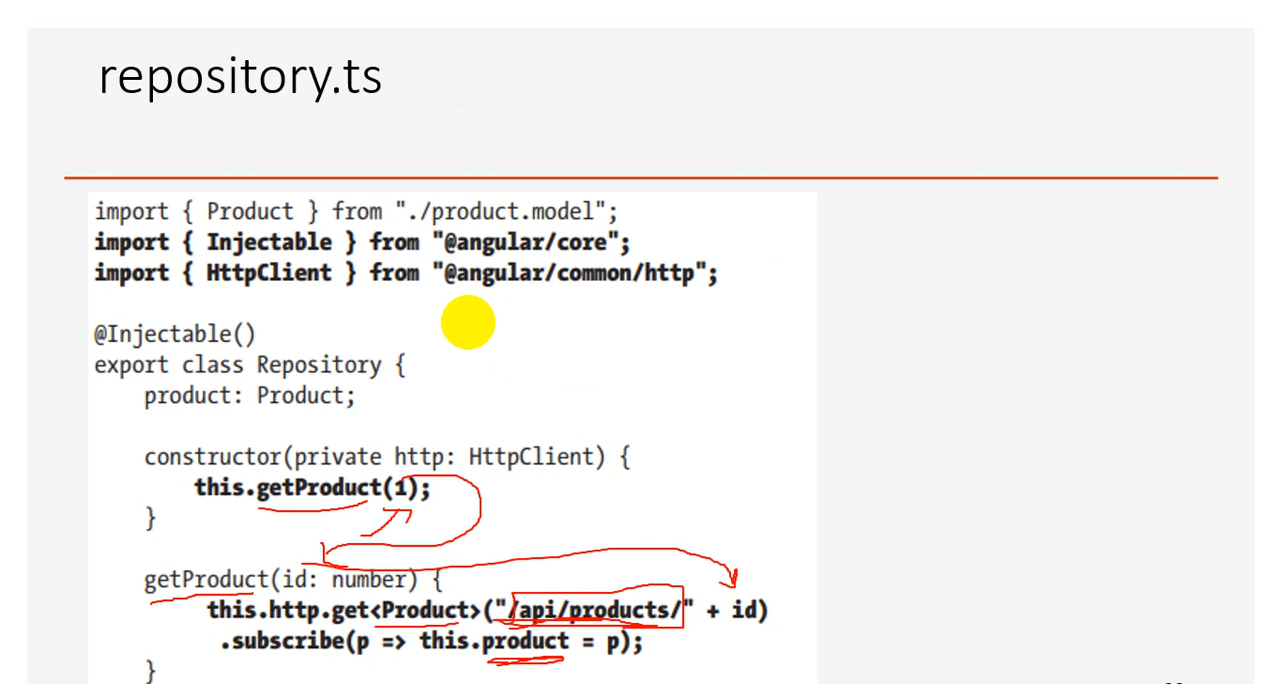 repository.ts
import { Product } from "./product.model";
import { Injectable } from "@angular/core";
import { HttpClient } from "@angular/common/http";
@Injectable()
export class Repository {
product: Product;
constructor(private http: HttpClient) {
this.getProduct(1);
}
getProduct(id: number) {
this.http.get<Product>("/api/products/" + id)
.subscribe(p => this.product = p);
}